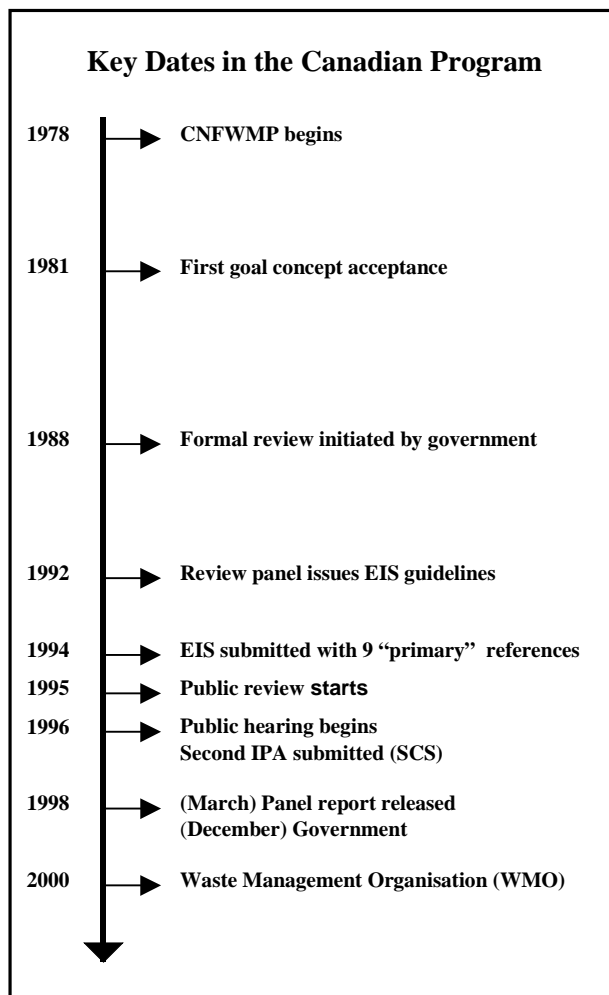 Key Dates in the Canadian Program
1978 CNFWMP begins
1981 First goal concept acceptance
1988 Formal review initiated by government
1992 Review panel issues EIS guidelines
1994 EIS submitted with 9 “primary” references
1995 Public review starts
1996 Public hearing begins
Second IPA submitted (SCS)
1998 (March) Panel report released
(December) Government
2000 Waste Management Organisation (WMO)